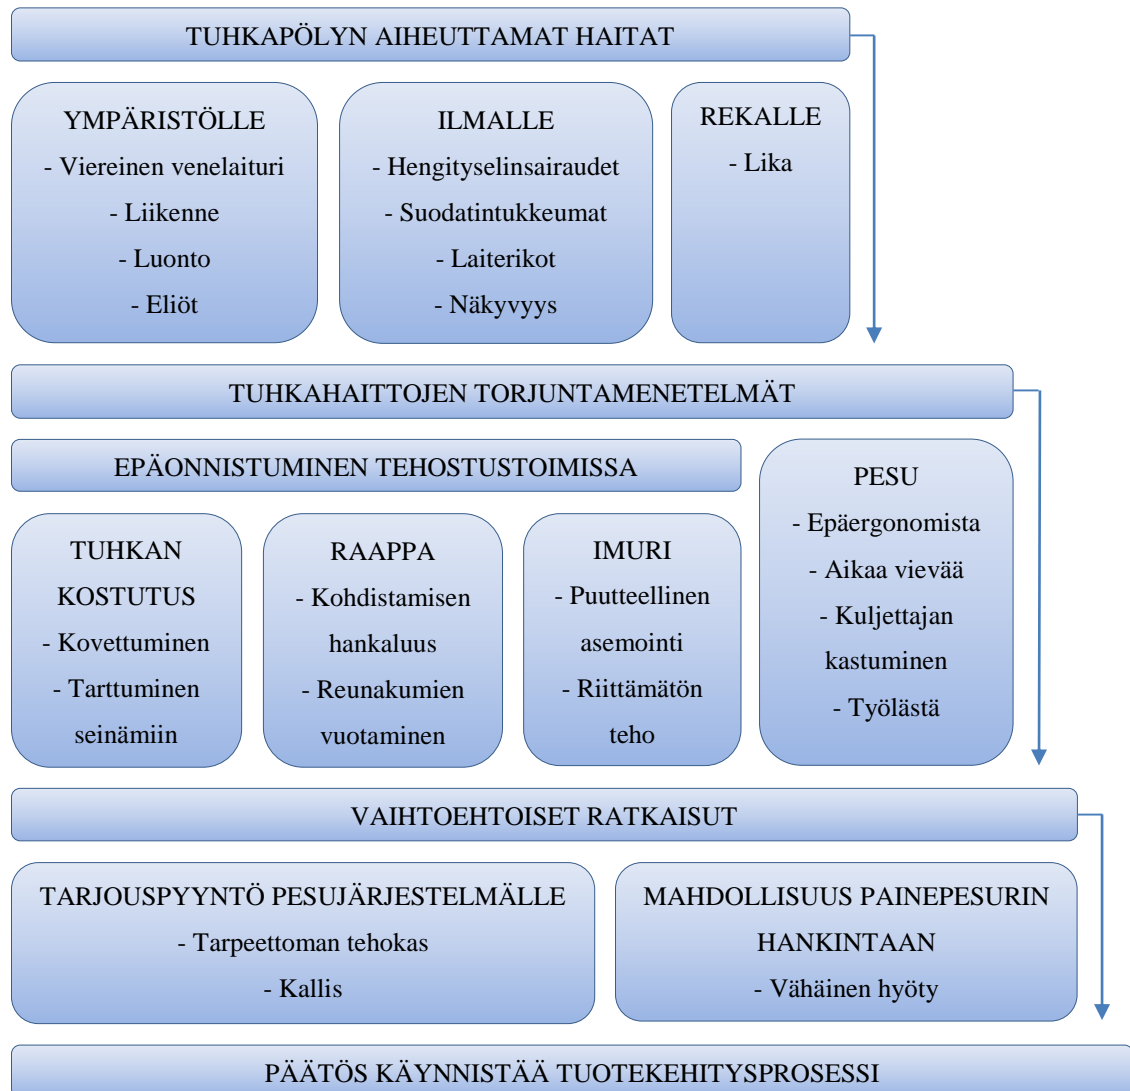 TUHKAPÖLYN AIHEUTTAMAT HAITAT
YMPÄRISTÖLLE
- Viereinen venelaituri
- Liikenne
- Luonto
- Eliöt
ILMALLE
- Hengityselinsairaudet
- Suodatintukkeumat
- Laiterikot
- Näkyvyys
REKALLE
- Lika
TUHKAHAITTOJEN TORJUNTAMENETELMÄT
EPÄONNISTUMINEN TEHOSTUSTOIMISSA
TUHKAN
KOSTUTUS
- Kovettuminen
- Tarttuminen
seinämiin
RAAPPA
- Kohdistamisen
hankaluus
- Reunakumien
vuotaminen
IMURI
- Puutteellinen
asemointi
- Riittämätön
teho
PESU
- Epäergonomista
- Aikaa vievää
- Kuljettajan
kastuminen
- Työlästä
VAIHTOEHTOISET RATKAISUT
TARJOUSPYYNTÖ PESUJÄRJESTELMÄLLE
- Tarpeettoman tehokas
- Kallis
MAHDOLLISUUS PAINEPESURIN
HANKINTAAN
- Vähäinen hyöty
PÄÄTÖS KÄYNNISTÄÄ TUOTEKEHITYSPROSESSI